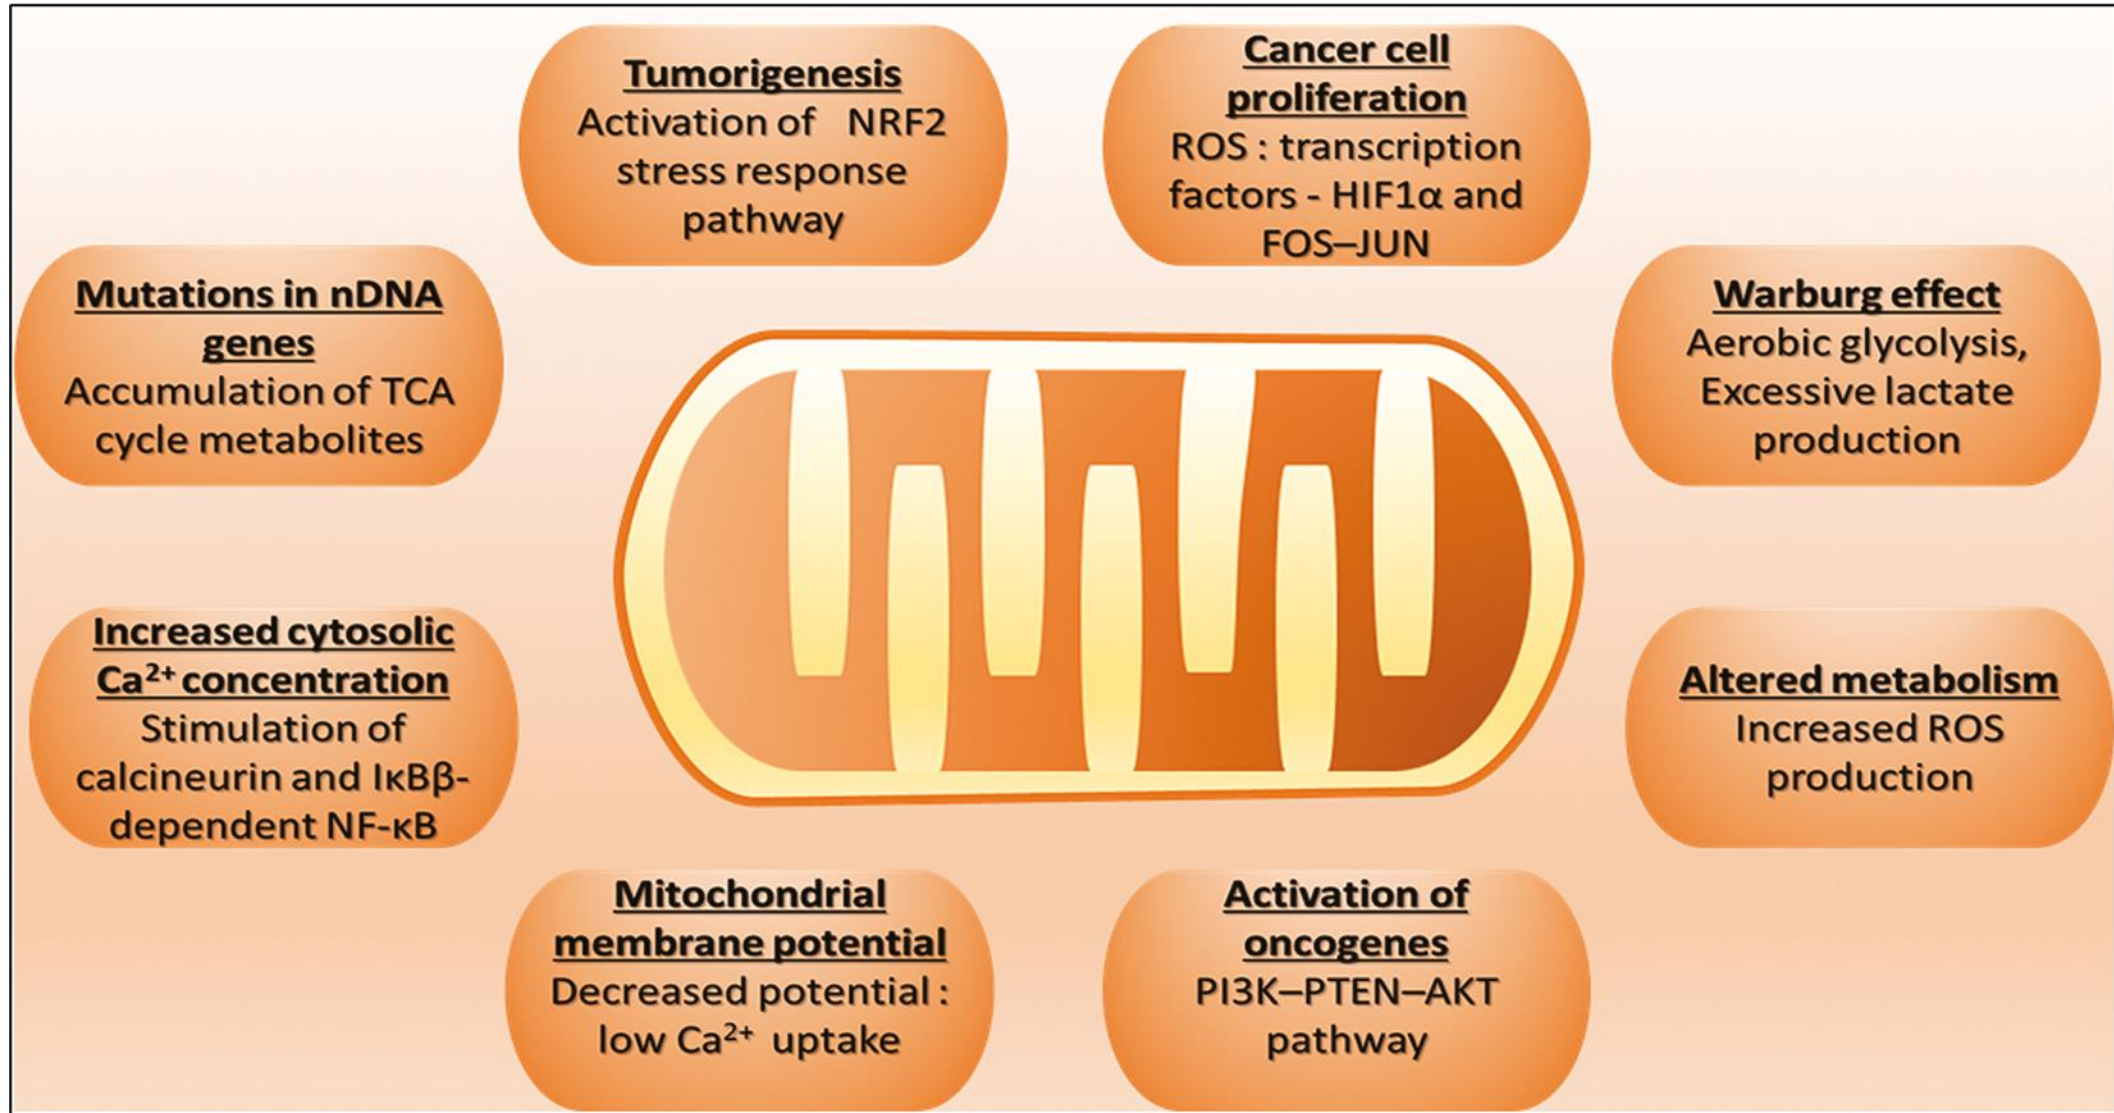 Tumorigenesis
Activation of NRF2
stress response
pathway
Cancer cell
proliferation
ROS : transcription
factors - HIF1α and
FOS–JUN
Mutations in nDNA
genes
Accumulation of TCA
cycle metabolites
Warburg effect
Aerobic glycolysis,
Excessive lactate
production
Increased cytosolic
Ca²⁺ concentration
Stimulation of
calcineurin and IκBβ-
dependent NF-κB
Altered metabolism
Increased ROS
production
Mitochondrial
membrane potential
Decreased potential :
low Ca²⁺ uptake
Activation of
oncogenes
PI3K–PTEN–AKT
pathway